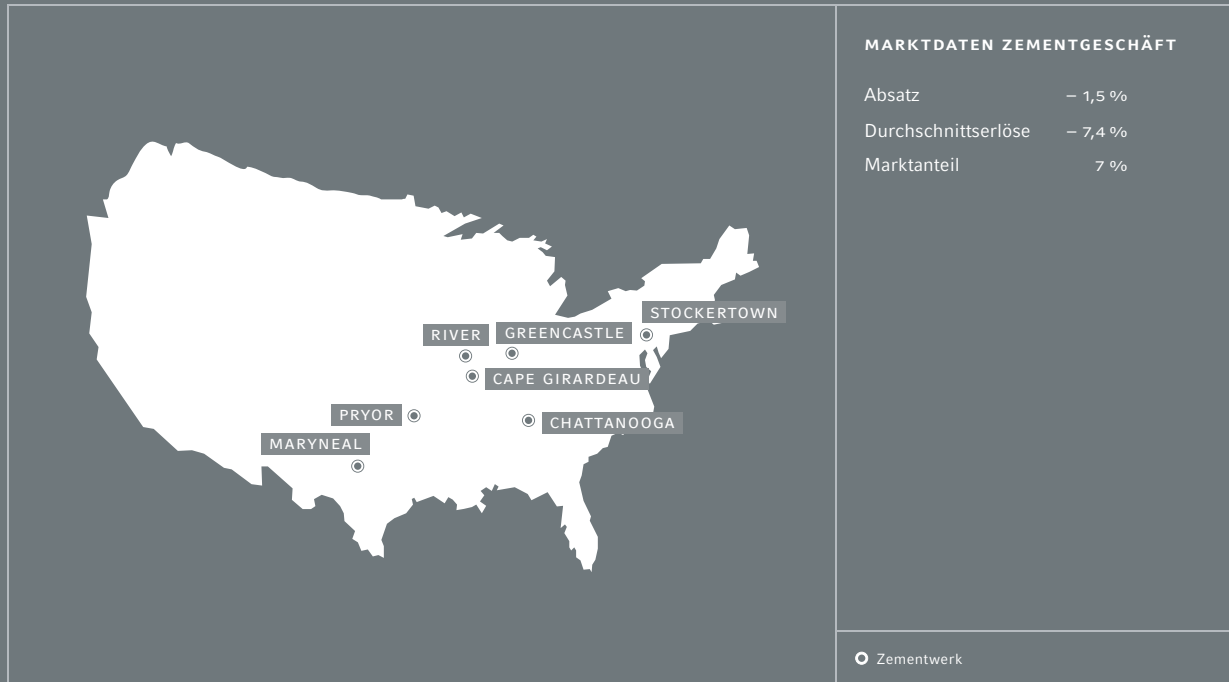 MARKTDATEN ZEMENTGESCHÄFT
Absatz – 1,5 %
Durchschnittserlöse – 7,4 %
Marktanteil 7 %
STOCKERTOWN
RIVER
GREENCASTLE
CAPE GIRARDEAU
PRYOR
CHATTANOOGA
MARYNEAL
Zementwerk